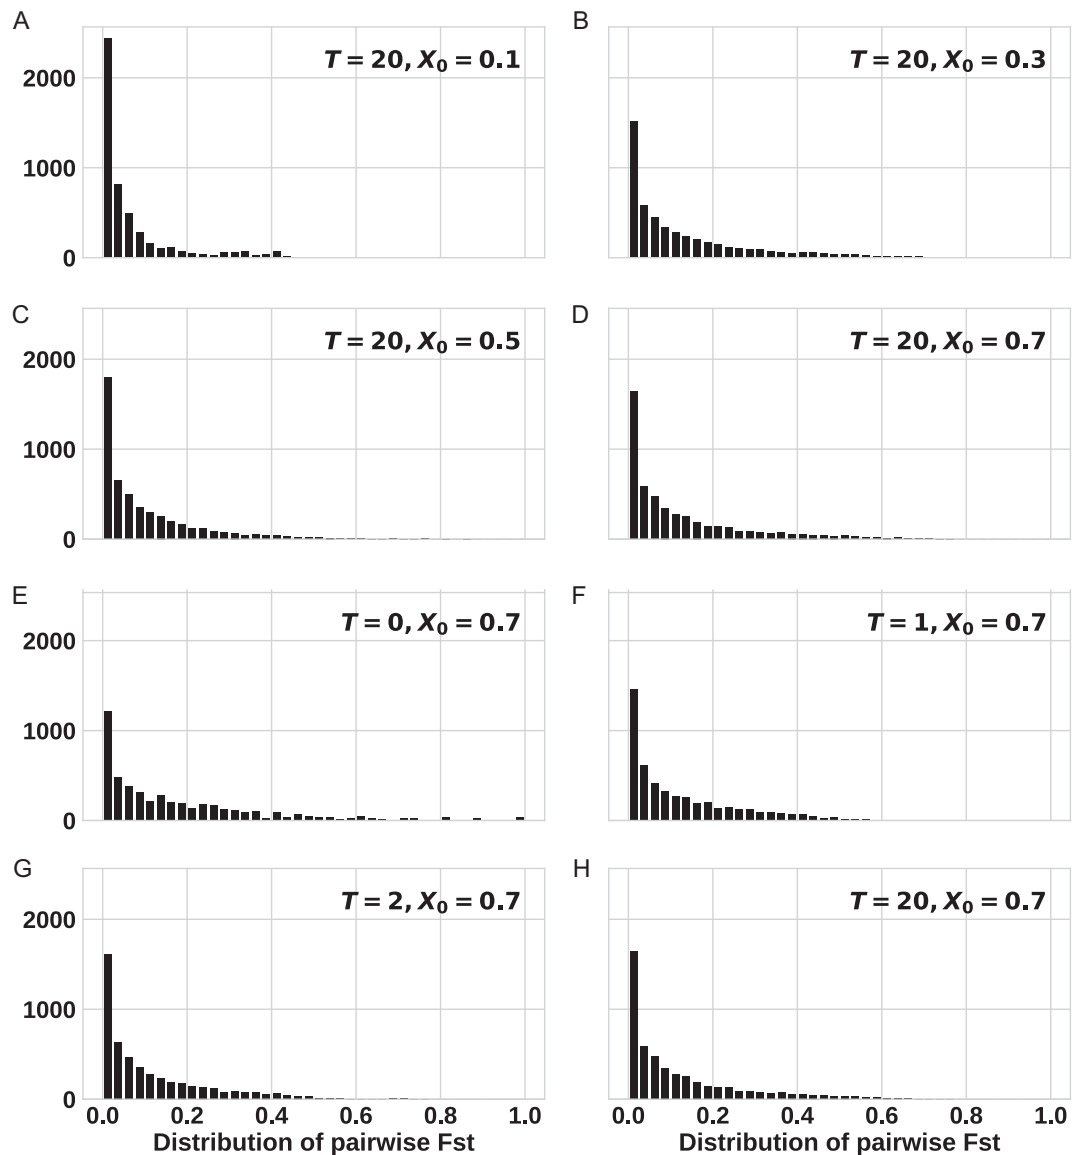 A
B
T = 20, X₀ = 0.1
T = 20, X₀ = 0.3
2000
1000
0
C
D
T = 20, X₀ = 0.5
T = 20, X₀ = 0.7
2000
1000
0
E
F
T = 0, X₀ = 0.7
T = 1, X₀ = 0.7
2000
1000
0
G
H
T = 2, X₀ = 0.7
T = 20, X₀ = 0.7
2000
1000
0
0.0 0.2 0.4 0.6 0.8 1.0
0.0 0.2 0.4 0.6 0.8 1.0
Distribution of pairwise Fst
Distribution of pairwise Fst